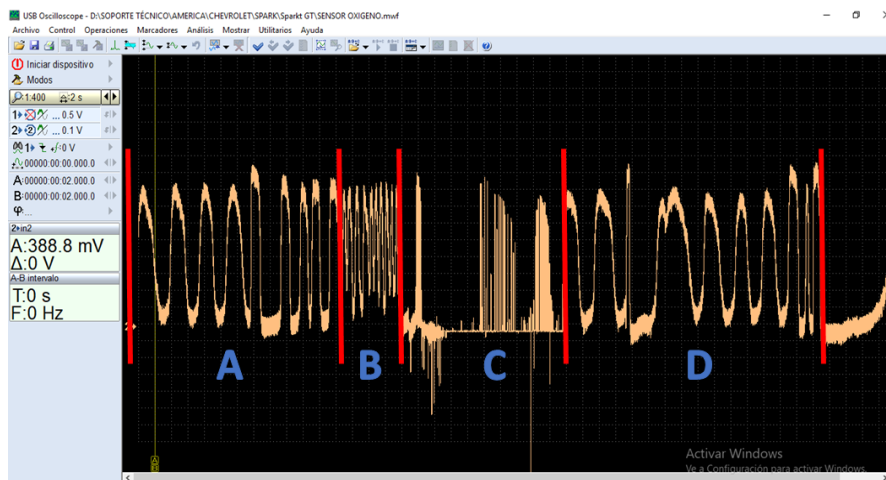 USB Oscilloscope - D:\SOPORTE TÉCNICO\AMERICA\CHEVROLET\SPARK\Sparkt GT\SENSOR OXIGENO.mwf
Archivo Control Operaciones Marcadores Análisis Mostrar Utilitarios Ayuda
Iniciar dispositivo
Modos
1:400 2 s
1 ... 0.5 V
2 ... 0.1 V
1 0 V
00000:00:00.000.0
A:00000:00:02.000.0
B:00000:00:02.000.0
φ...
2 in2
A:388.8 mV
Δ:0 V
A-B intervalo
T:0 s
F:0 Hz
A B C D
Activar Windows
Ve a Configuración para activar Windows.